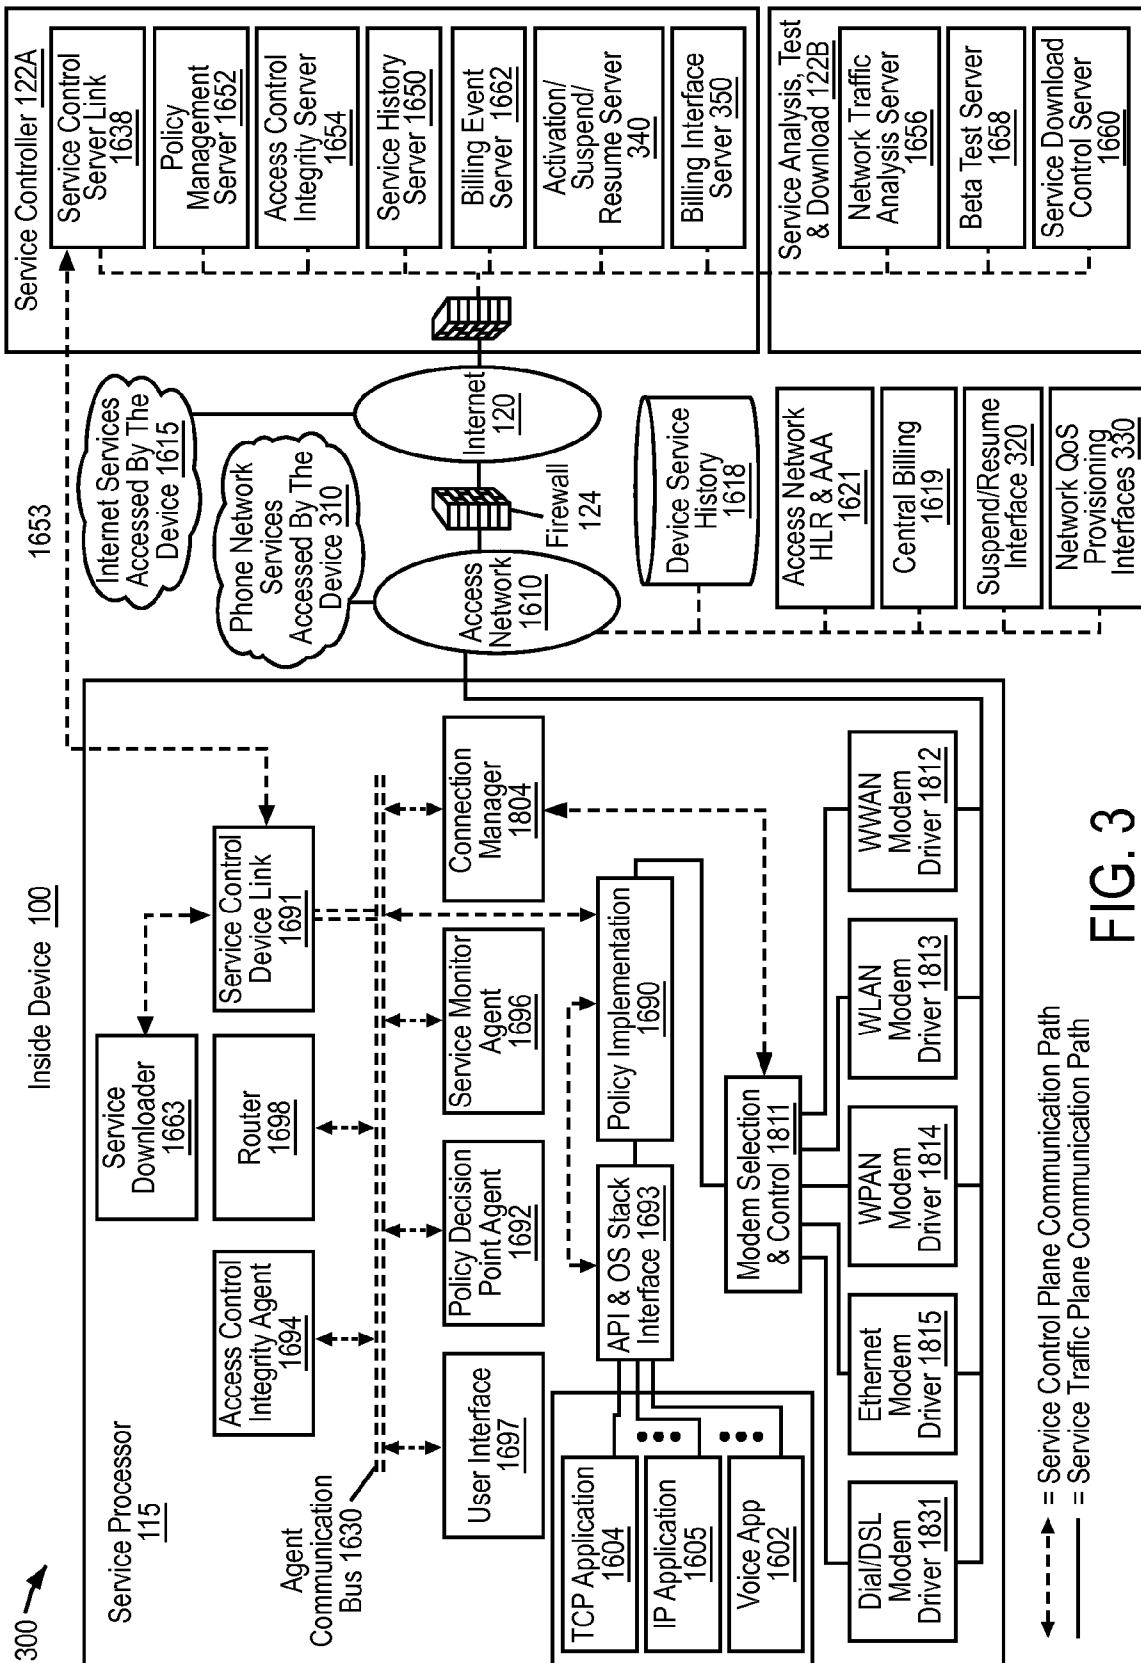 300
Inside Device 100
Service Processor
115
Service
Downloader
1663
Access Control
Integrity Agent
1694
Router
1698
Service Control
Device Link
1691
Agent
Communication
Bus 1630
User Interface
1697
Policy Decision
Point Agent
1692
Service Monitor
Agent
1696
Connection
Manager
1804
TCP Application
1604
IP Application
1605
Voice App
1602
API & OS Stack
Interface 1693
Policy Implementation
1690
Modem Selection
& Control 1811
Dial/DSL
Modem
Driver 1831
Ethernet
Modem
Driver 1815
WPAN
Modem
Driver 1814
WLAN
Modem
Driver 1813
WWAN
Modem
Driver 1812
1653
Internet Services
Accessed By The
Device 1615
Phone Network
Services
Accessed By The
Device 310
Access
Network
1610
Firewall
124
Internet
120
Device Service
History
1618
Access Network
HLR & AAA
1621
Central Billing
1619
Suspend/Resume
Interface 320
Network QoS
Provisioning
Interfaces 330
Service Controller 122A
Service Control
Server Link
1638
Policy
Management
Server 1652
Access Control
Integrity Server
1654
Service History
Server 1650
Billing Event
Server 1662
Activation/
Suspend/
Resume Server
340
Billing Interface
Server 350
Service Analysis, Test
& Download 122B
Network Traffic
Analysis Server
1656
Beta Test Server
1658
Service Download
Control Server
1660
= Service Control Plane Communication Path
= Service Traffic Plane Communication Path
FIG. 3